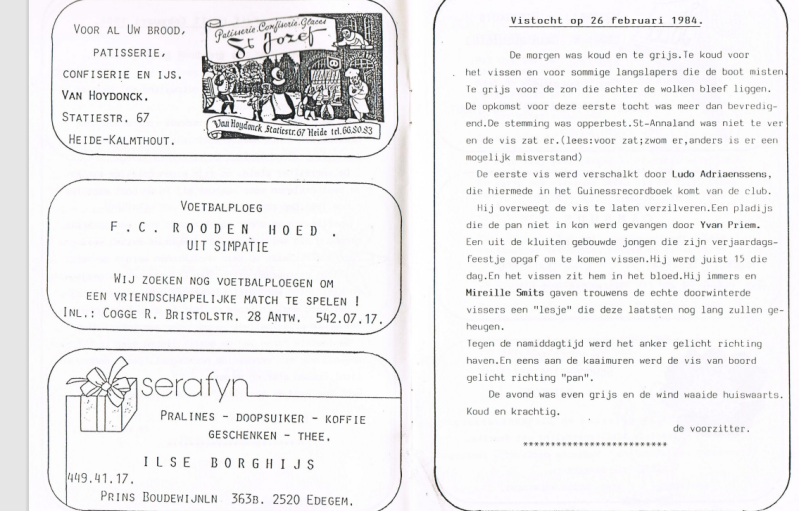 VOOR AL UW BROOD,
PATISSERIE,
CONFISERIE EN IJS.
VAN HOYDONCK.
STATIESTR. 67
HEIDE-KALMTHOUT.
Patisserie.Confiserie.Glaces
St Jozef
Van Hoydonck Statiestr.67 Heide tel.66.80.83
VOETBALPLOEG
F.C. ROODEN HOED .
UIT SIMPATIE
WIJ ZOEKEN NOG VOETBALPLOEGEN OM
EEN VRIENDSCHAPPELIJKE MATCH TE SPELEN !
INL.: COGGE R. BRISTOLSTR. 28 ANTW. 542.07.17.
serafyn
PRALINES - DOOPSUIKER - KOFFIE
GESCHENKEN - THEE.
ILSE BORGHIJS
449.41.17.
PRINS BOUDEWIJNLN 363B. 2520 EDEGEM.
Vistocht op 26 februari 1984.
De morgen was koud en te grijs.Te koud voor
het vissen en voor sommige langslapers die de boot misten.
Te grijs voor de zon die achter de wolken bleef liggen.
De opkomst voor deze eerste tocht was meer dan bevredig-
end.De stemming was opperbest.St-Annaland was niet te ver
en de vis zat er.(lees:voor zat;zwom er,anders is er een
mogelijk misverstand)
De eerste vis werd verschalkt door Ludo Adriaenssens,
die hiermede in het Guinessrecordboek komt van de club.
Hij overweegt de vis te laten verzilveren.Een pladijs
die de pan niet in kon werd gevangen door Yvan Priem.
Een uit de kluiten gebouwde jongen die zijn verjaardags-
feestje opgaf om te komen vissen.Hij werd juist 15 die
dag.En het vissen zit hem in het bloed.Hij immers en
Mireille Smits gaven trouwens de echte doorwinterde
vissers een "lesje" die deze laatsten nog lang zullen ge-
heugen.
Tegen de namiddagtijd werd het anker gelicht richting
haven.En eens aan de kaaimuren werd de vis van boord
gelicht richting "pan".
De avond was even grijs en de wind waaide huiswaarts.
Koud en krachtig.
de voorzitter.
**************************